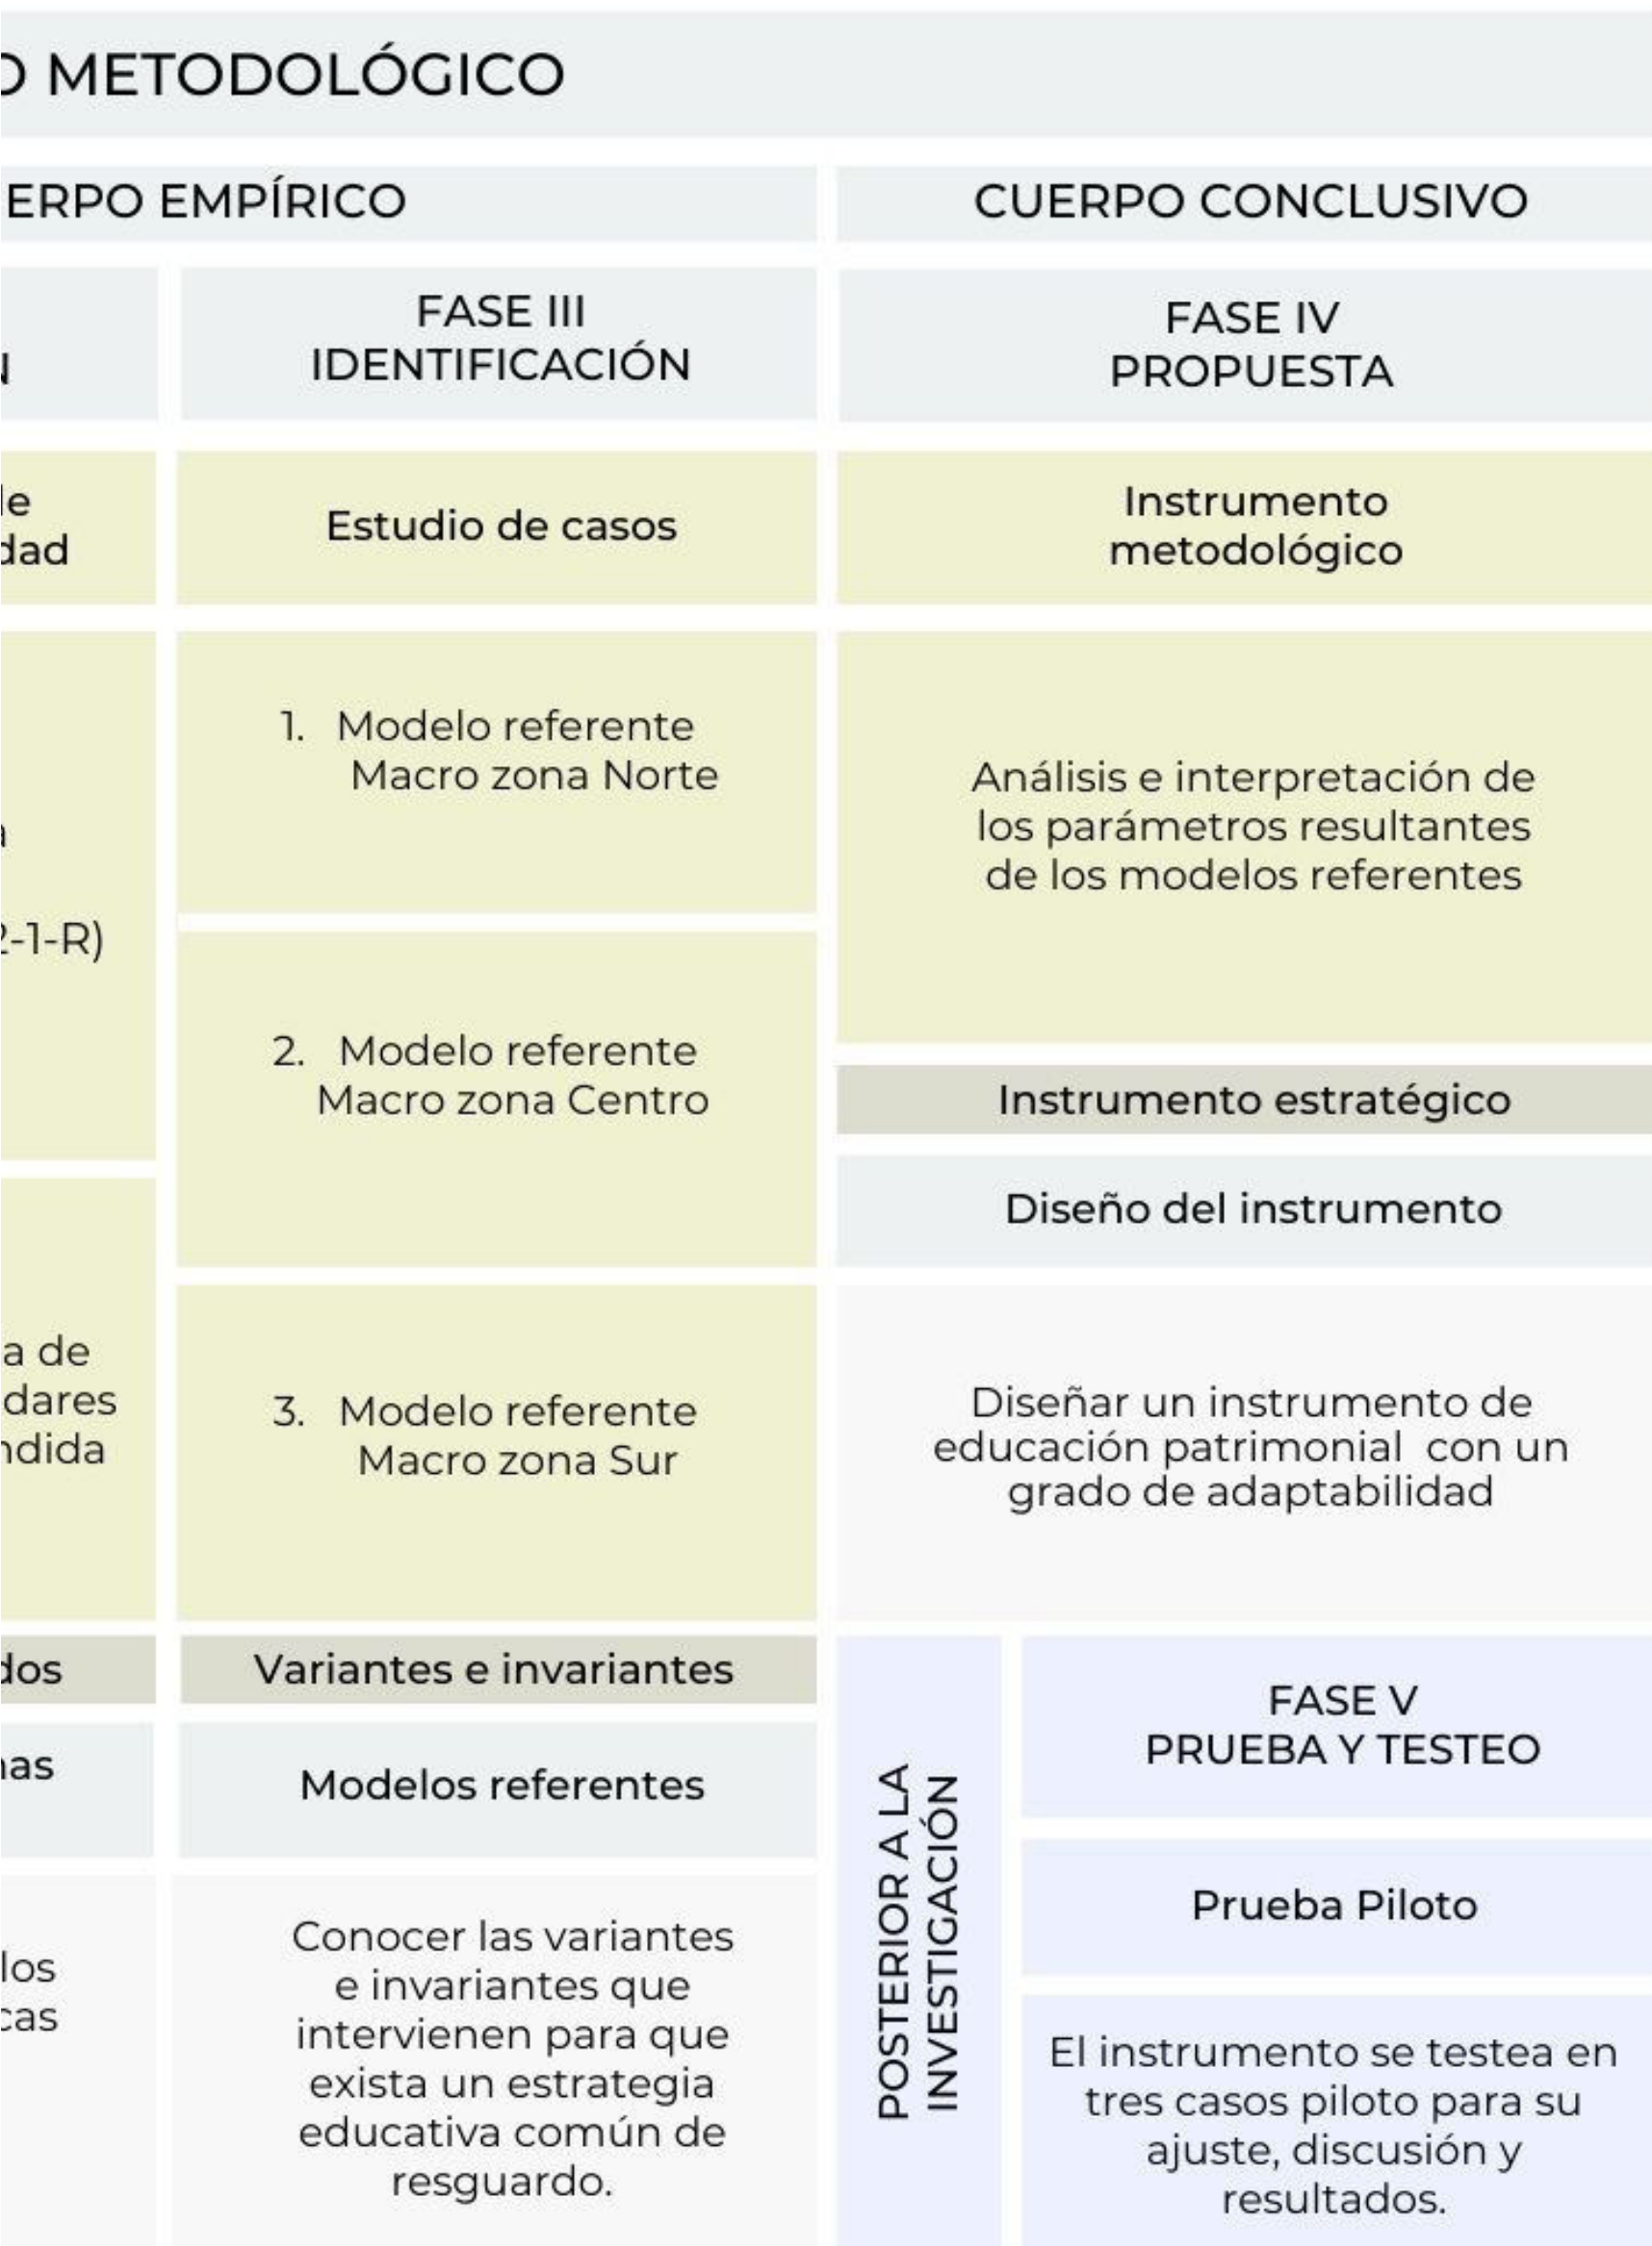 METODOLÓGICO
EMPÍRICO
CUERPO CONCLUSIVO
FASE III
IDENTIFICACIÓN
FASE IV
PROPUESTA
Estudio de casos
Instrumento
metodológico
1. Modelo referente
Macro zona Norte
2-1-R)
2. Modelo referente
Macro zona Centro
a de
3. Modelo referente
Macro zona Sur
Análisis e interpretación de
los parámetros resultantes
de los modelos referentes
Instrumento estratégico
Diseño del instrumento
Diseñar un instrumento de
educación patrimonial con un
grado de adaptabilidad
Variantes e invariantes
Modelos referentes
los
Conocer las variantes
e invariantes que
intervienen para que
exista un estrategia
educativa común de
resguardo.
POSTERIOR A LA
INVESTIGACIÓN
FASE V
PRUEBA Y TESTEO
Prueba Piloto
El instrumento se testea en
tres casos piloto para su
ajuste, discusión y
resultados.